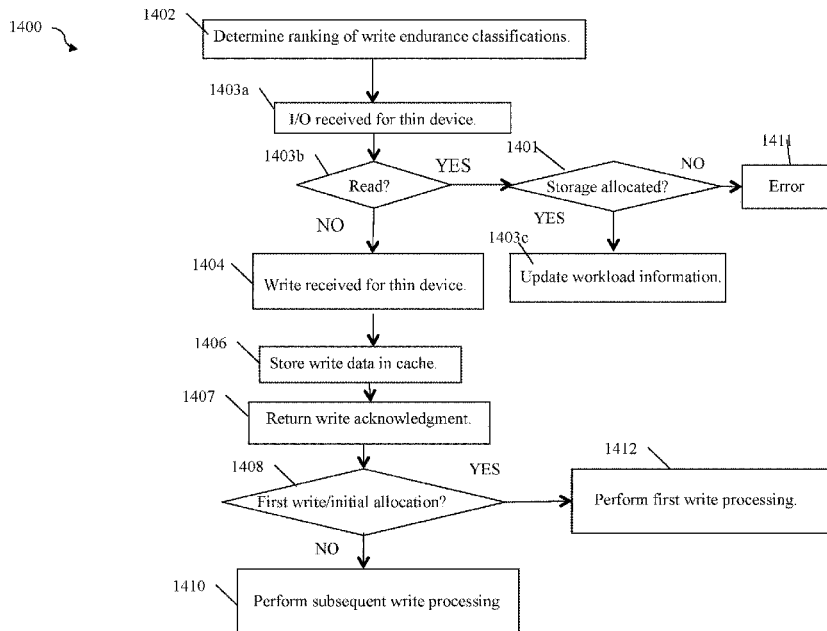 1400
1402
Determine ranking of write endurance classifications.
1403a
I/O received for thin device.
1403b
Read?
YES
NO
1401
Storage allocated?
NO
YES
1411
Error
1403c
Update workload information.
1404
Write received for thin device.
1406
Store write data in cache.
1407
Return write acknowledgment.
1408
First write/initial allocation?
YES
NO
1412
Perform first write processing.
1410
Perform subsequent write processing